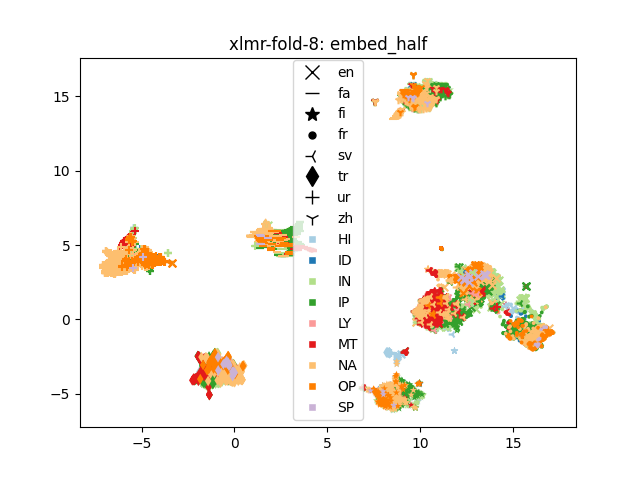 xlmr-fold-8: embed_half
15
10
5
0
−5
−5
0
5
10
15
en
fa
fi
fr
sv
tr
ur
zh
HI
ID
IN
IP
LY
MT
NA
OP
SP